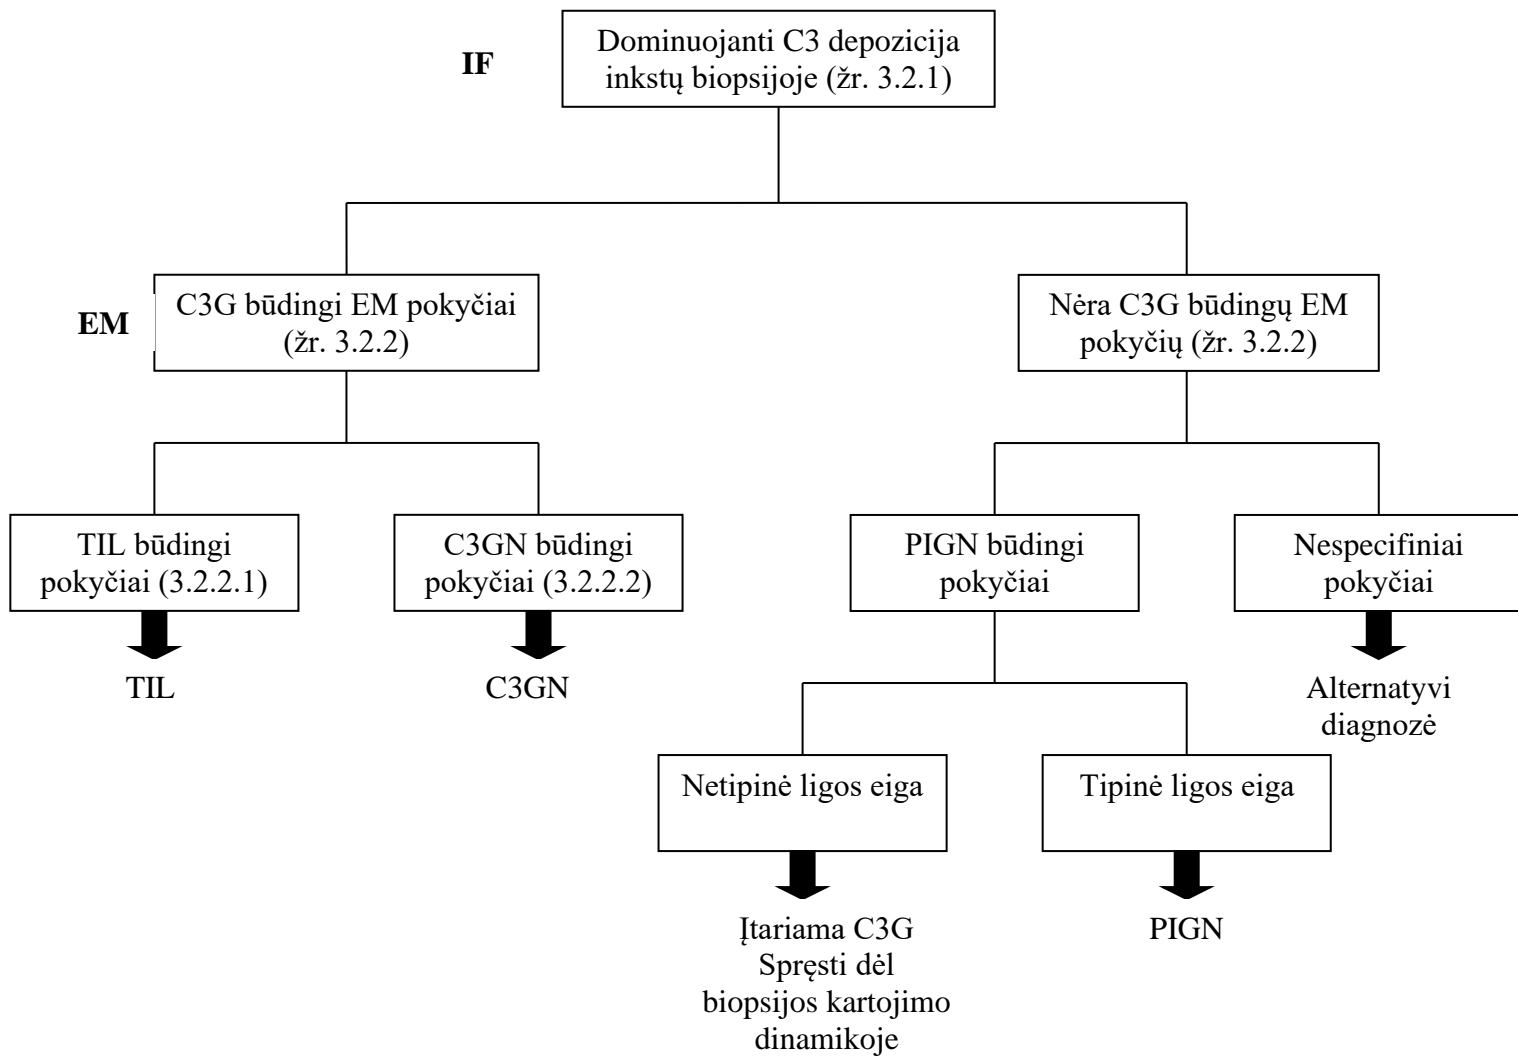 IF
Dominuojanti C3 depozicija
inkstų biopsijoje (žr. 3.2.1)
EM
C3G būdingi EM pokyčiai
(žr. 3.2.2)
Nėra C3G būdingų EM
pokyčių (žr. 3.2.2)
TIL būdingi
pokyčiai (3.2.2.1)
C3GN būdingi
pokyčiai (3.2.2.2)
PIGN būdingi
pokyčiai
Nespecifiniai
pokyčiai
TIL
C3GN
Alternatyvi
diagnozė
Netipinė ligos eiga
Tipinė ligos eiga
Įtariama C3G
Spręsti dėl
biopsijos kartojimo
dinamikoje
PIGN